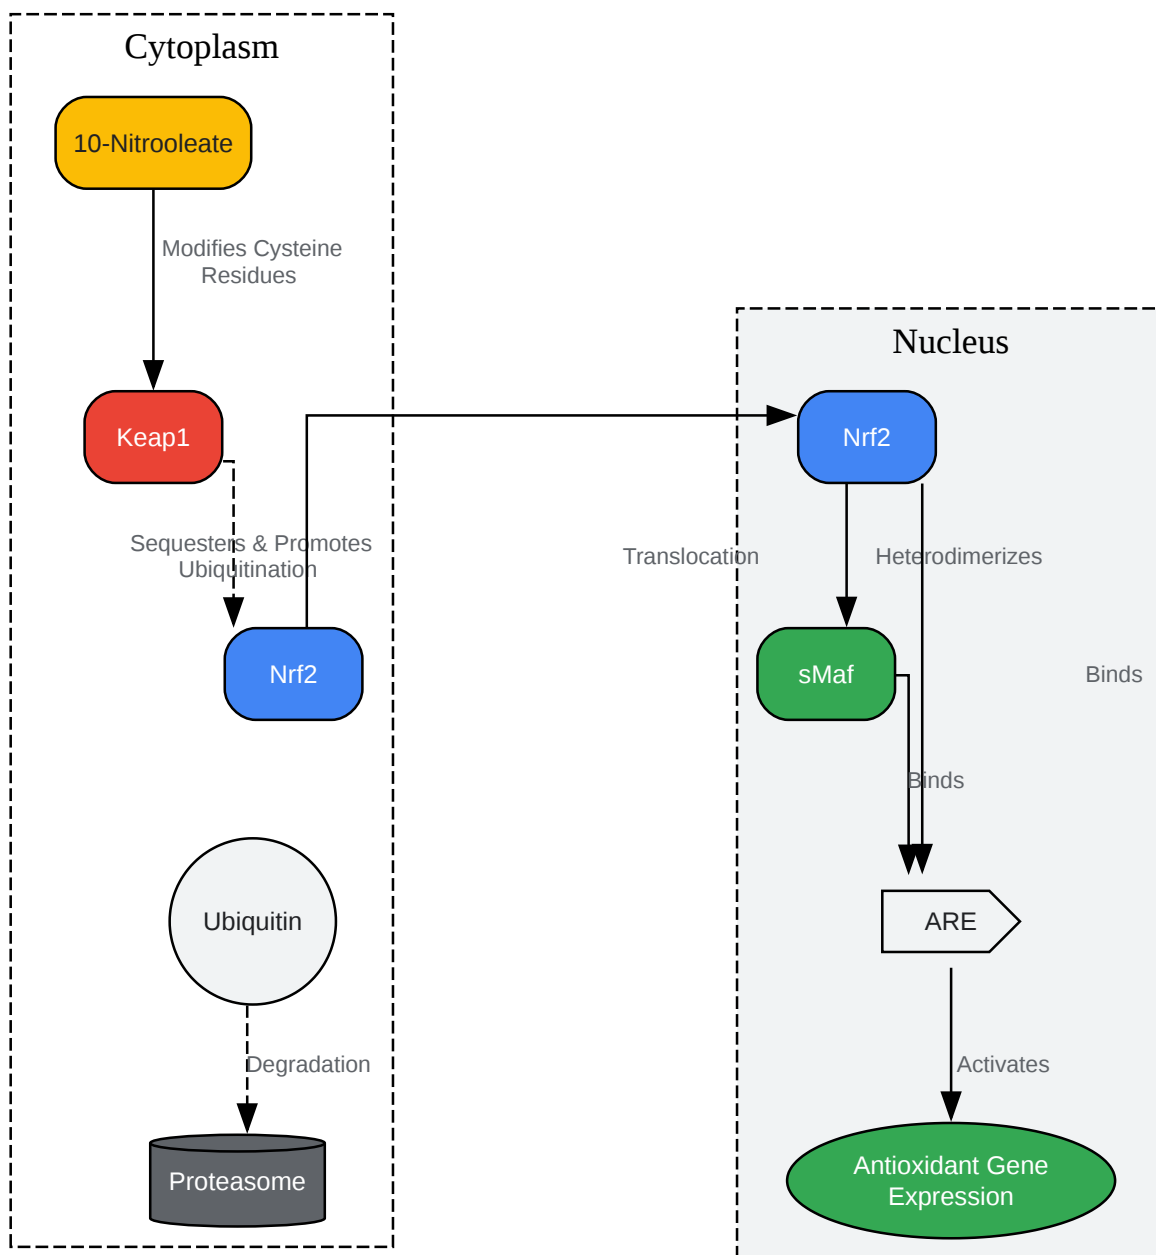 Cytoplasm
10-Nitrooleate
Modifies Cysteine
Residues
Keap1
Sequesters & Promotes
Ubiquitination
Nrf2
Ubiquitin
Degradation
Proteasome
Translocation
Nucleus
Nrf2
Heterodimerizes
sMaf
Binds
Binds
ARE
Activates
Antioxidant Gene
Expression